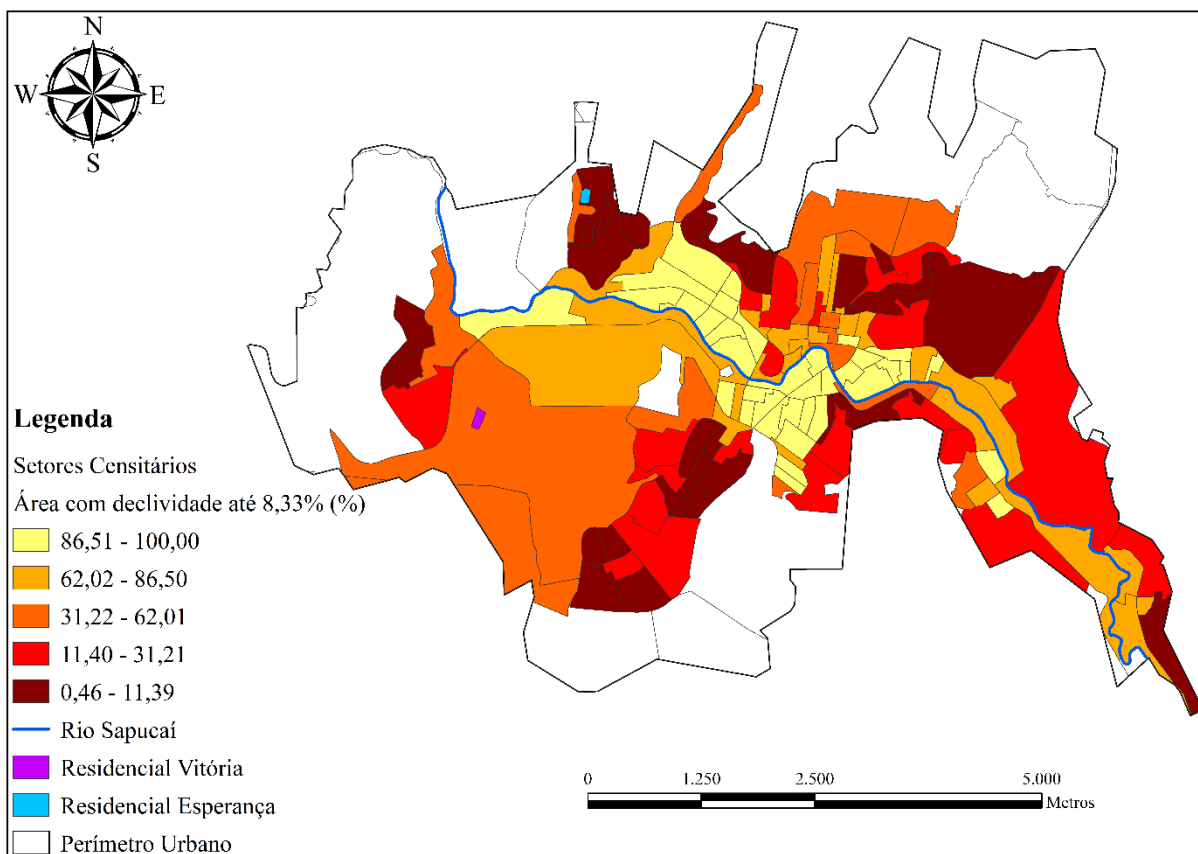 N
W E
S
Legenda
Setores Censitários
Área com declividade até 8,33% (%)
86,51 - 100,00
62,02 - 86,50
31,22 - 62,01
11,40 - 31,21
0,46 - 11,39
Rio Sapucaí
Residencial Vitória
Residencial Esperança
Perímetro Urbano
0 1.250 2.500 5.000
Metros